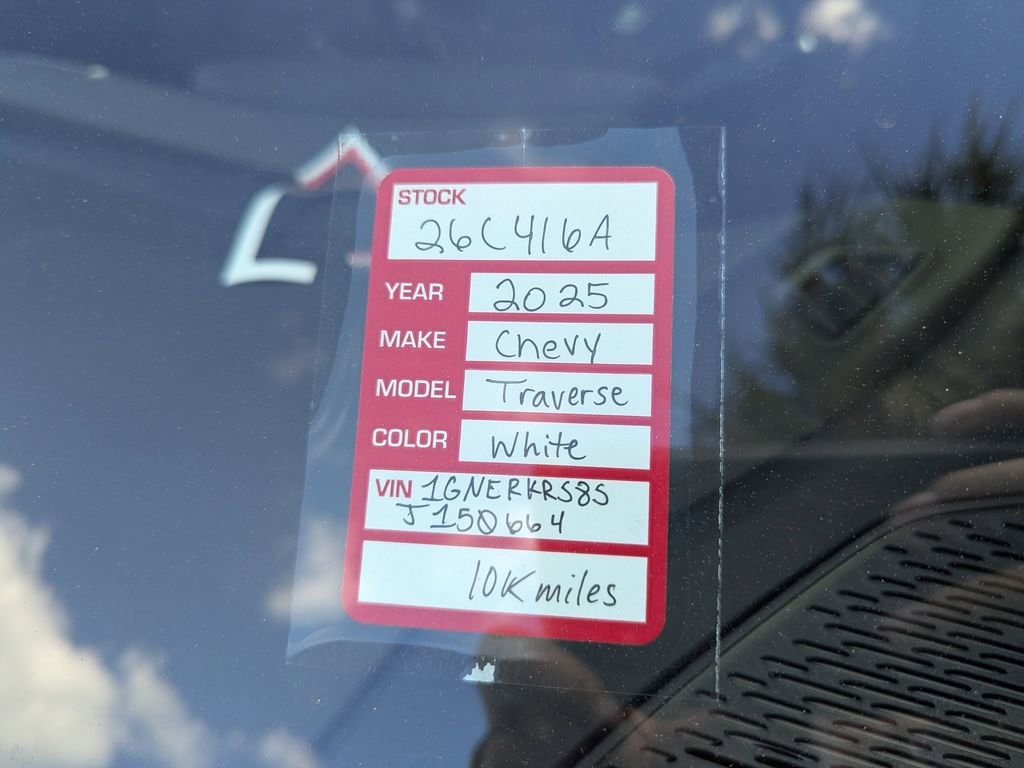 STOCK
26C416A
YEAR 2025
MAKE Chevy
MODEL Traverse
COLOR White
VIN 1GNERKRS8S
J150664
10K miles